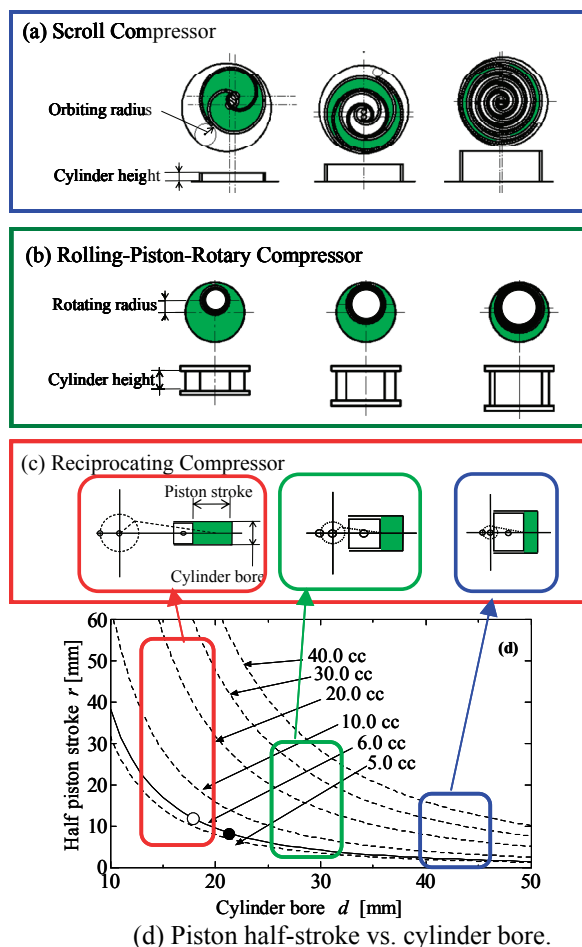 (a) Scroll Compressor
Orbiting radius
Cylinder height
(b) Rolling-Piston-Rotary Compressor
Rotating radius
Cylinder height
(c) Reciprocating Compressor
Piston stroke
Cylinder bore
60
50
40
30
20
10
0
Half piston stroke r [mm]
(d)
40.0 cc
30.0 cc
20.0 cc
10.0 cc
6.0 cc
5.0 cc
10 20 30 40 50
Cylinder bore d [mm]
(d) Piston half-stroke vs. cylinder bore.